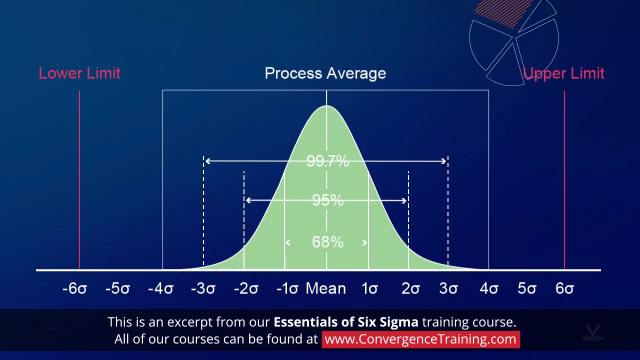 Lower Limit Process Average Upper Limit
99.7%
95%
68%
-6σ -5σ -4σ -3σ -2σ -1σ Mean 1σ 2σ 3σ 4σ 5σ 6σ
This is an excerpt from our Essentials of Six Sigma training course.
All of our courses can be found at www.ConvergenceTraining.com